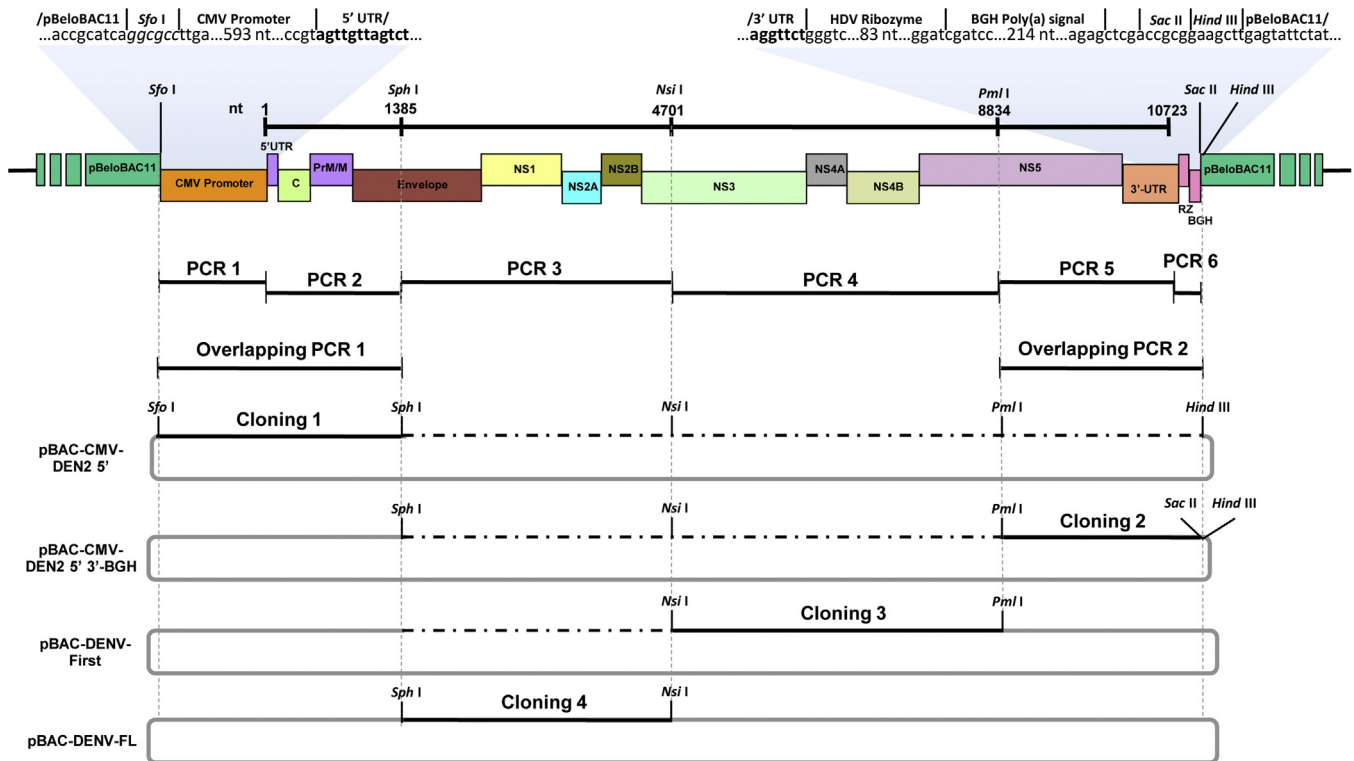 /pBeloBAC11 | Sfo I | CMV Promoter | 5' UTR/
...accgcatcaggcgccttga...593 nt...ccgtagttgttagtct...
/3' UTR | HDV Ribozyme | BGH Poly(a) signal | Sac II | Hind III | pBeloBAC11/
...aggttctgggtc...83 nt...ggatcgatcc...214 nt...agagctcgaccgcggaagcttgagtattctat...
Sfo I Sph I Nsi I Pml I Sac II Hind III
nt 1 1385 4701 8834 10723
5'UTR
pBeloBAC11 PrM/M NS1 NS2B NS4A NS5 pBeloBAC11
CMV Promoter C Envelope NS2A NS3 NS4B 3'-UTR
RZ
BGH
PCR 1 PCR 2 PCR 3 PCR 4 PCR 5 PCR 6
Overlapping PCR 1 Overlapping PCR 2
Sfo I Cloning 1 Sph I Nsi I Pml I Hind III
pBAC-CMV-
DEN2 5'
Sph I Nsi I Pml I Cloning 2 Sac II Hind III
pBAC-CMV-
DEN2 5' 3'-BGH
Nsi I Cloning 3 Pml I
pBAC-DENV-
First
Sph I Cloning 4 Nsi I
pBAC-DENV-FL